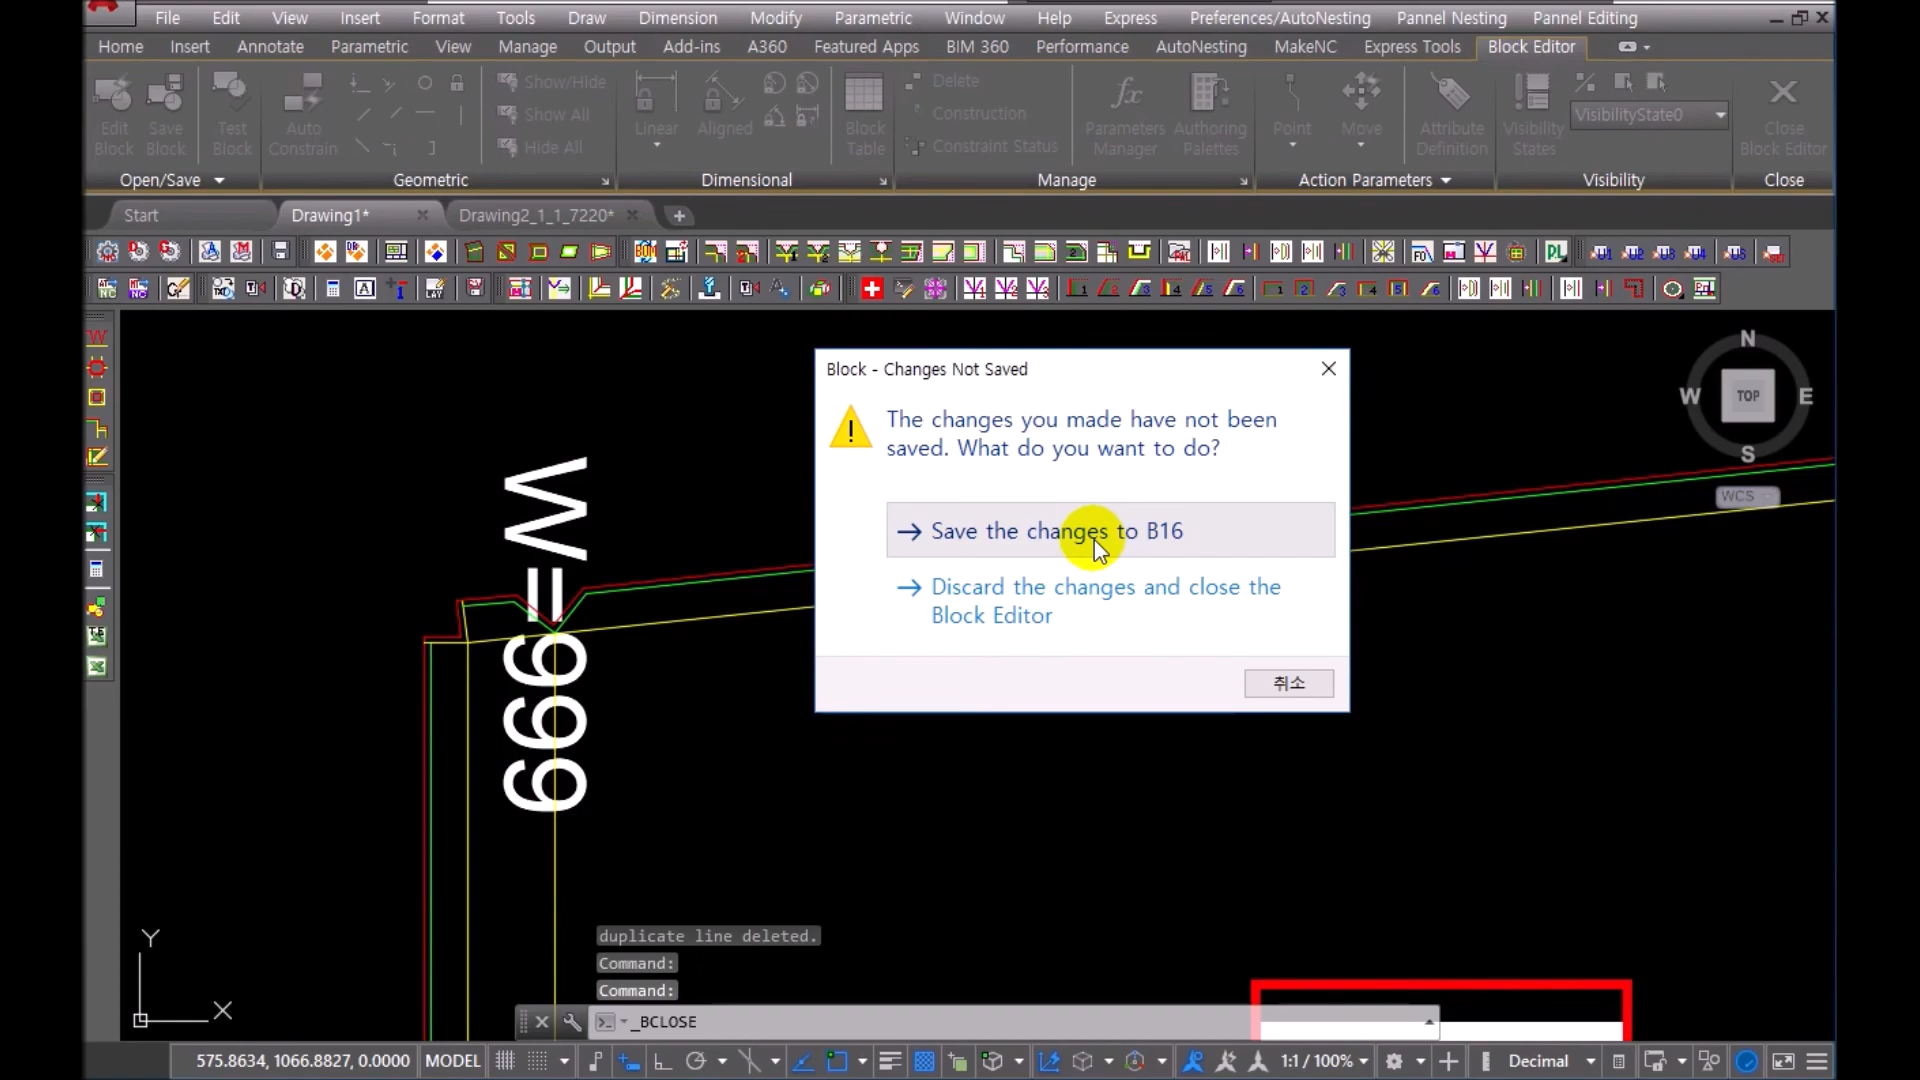 File Edit View Insert Format Tools Draw Dimension Modify Parametric Window Help Express Preferences/AutoNesting Pannel Nesting Pannel Editing
Home Insert Annotate Parametric View Manage Output Add-ins A360 Featured Apps BIM 360 Performance AutoNesting MakeNC Express Tools Block Editor
Edit Block
Save Block
Test Block
Auto Constrain
Show/Hide
Show All
Hide All
Linear
Aligned
Block Table
Delete
Construction
Constraint Status
Parameters Manager
Authoring Palettes
Point
Move
Attribute Definition
Visibility States
VisibilityState0
Close Block Editor
Open/Save Geometric Dimensional Manage Action Parameters Visibility Close
Start Drawing1* Drawing2_1_1_7220*
Block - Changes Not Saved
The changes you made have not been
saved. What do you want to do?
Save the changes to B16
Discard the changes and close the
Block Editor
취소
N
W TOP E
S
WCS
W=999
duplicate line deleted.
Command:
Command:
_BCLOSE
Y
X
575.8634, 1066.8827, 0.0000 MODEL 1:1 / 100% Decimal